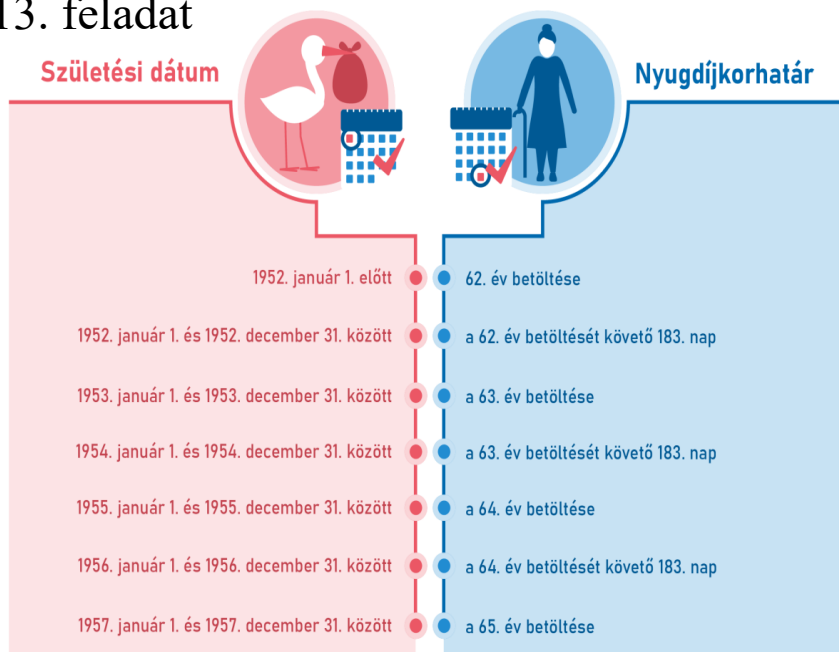 13. feladat
Születési dátum
Nyugdíjkorhatár
1952. január 1. előtt
62. év betöltése
1952. január 1. és 1952. december 31. között
a 62. év betöltését követő 183. nap
1953. január 1. és 1953. december 31. között
a 63. év betöltése
1954. január 1. és 1954. december 31. között
a 63. év betöltését követő 183. nap
1955. január 1. és 1955. december 31. között
a 64. év betöltése
1956. január 1. és 1956. december 31. között
a 64. év betöltését követő 183. nap
1957. január 1. és 1957. december 31. között
a 65. év betöltése